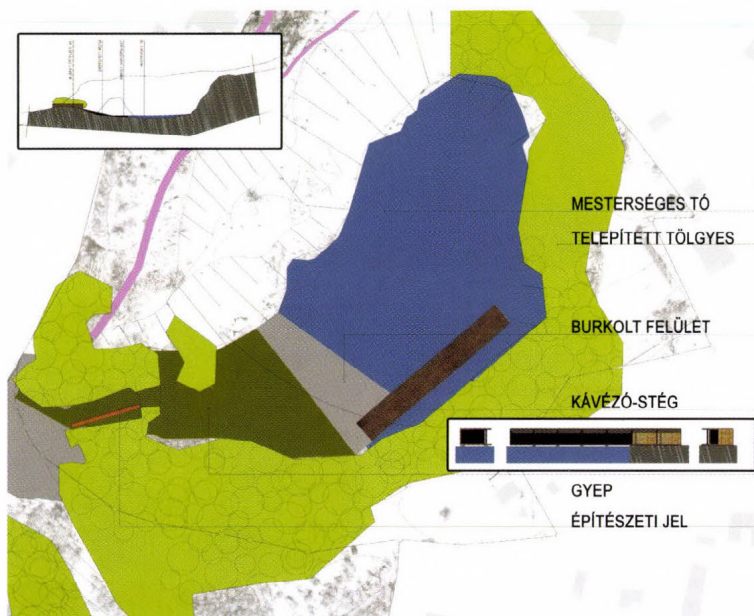 MESTERSÉGES TÓ
TELEPÍTETT TÖLGYES
BURKOLT FELÜLET
KÁVÉZÓ-STÉG
GYEP
ÉPÍTÉSZETI JEL